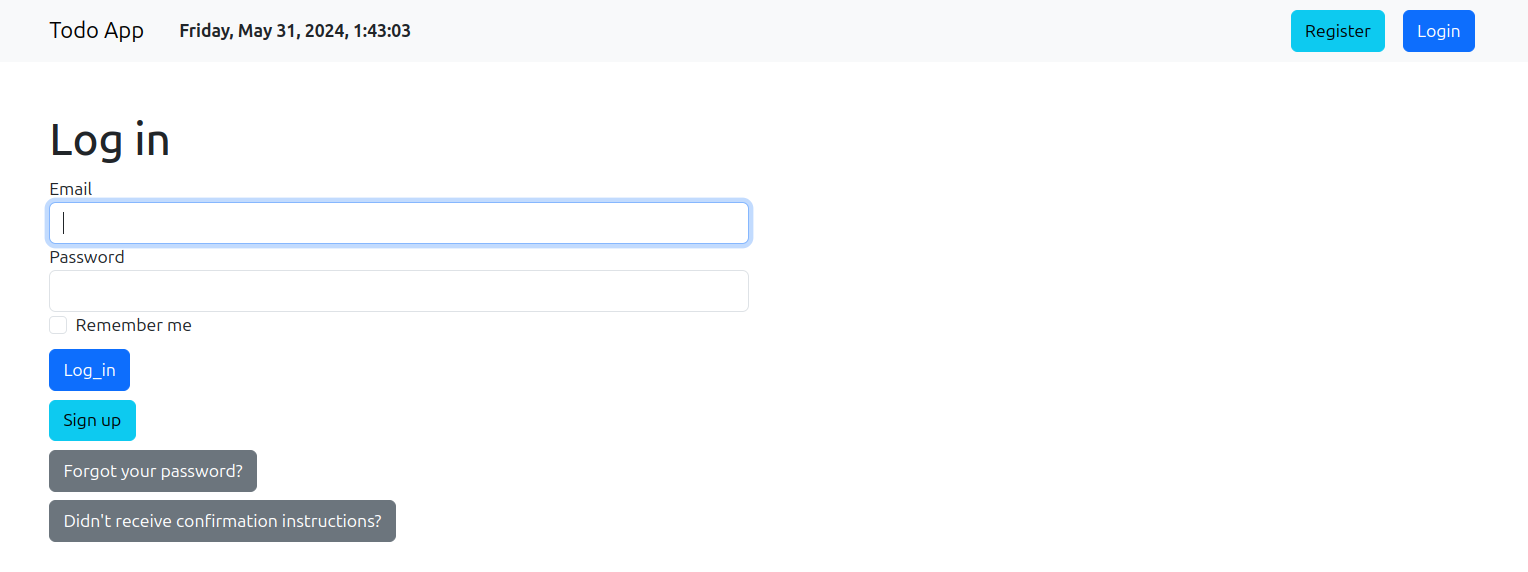 Todo App Friday, May 31, 2024, 1:43:03 Register Login
Log in
Email
Password
Remember me
Log_in
Sign up
Forgot your password?
Didn't receive confirmation instructions?